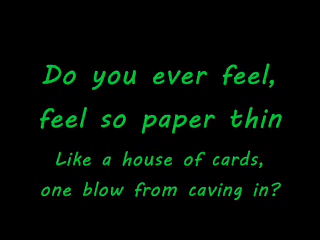 Do you ever feel,
feel so paper thin
Like a house of cards,
one blow from caving in?